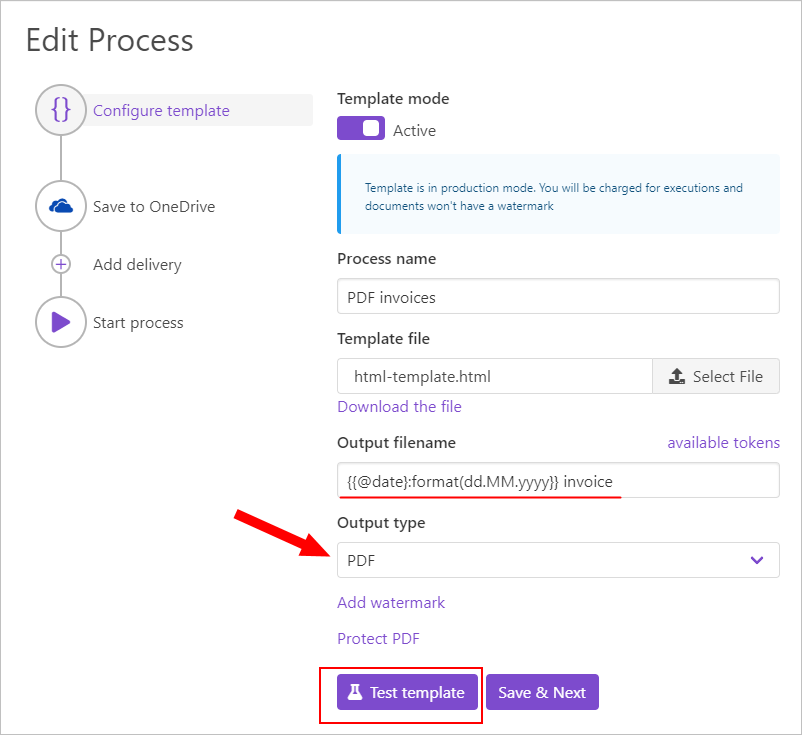 Edit Process
{} Configure template
Save to OneDrive
Add delivery
Start process
Template mode
Active
Template is in production mode. You will be charged for executions and
documents won't have a watermark
Process name
PDF invoices
Template file
html-template.html
Select File
Download the file
Output filename
available tokens
{{@date}:format(dd.MM.yyyy}} invoice
Output type
PDF
Add watermark
Protect PDF
Test template
Save & Next